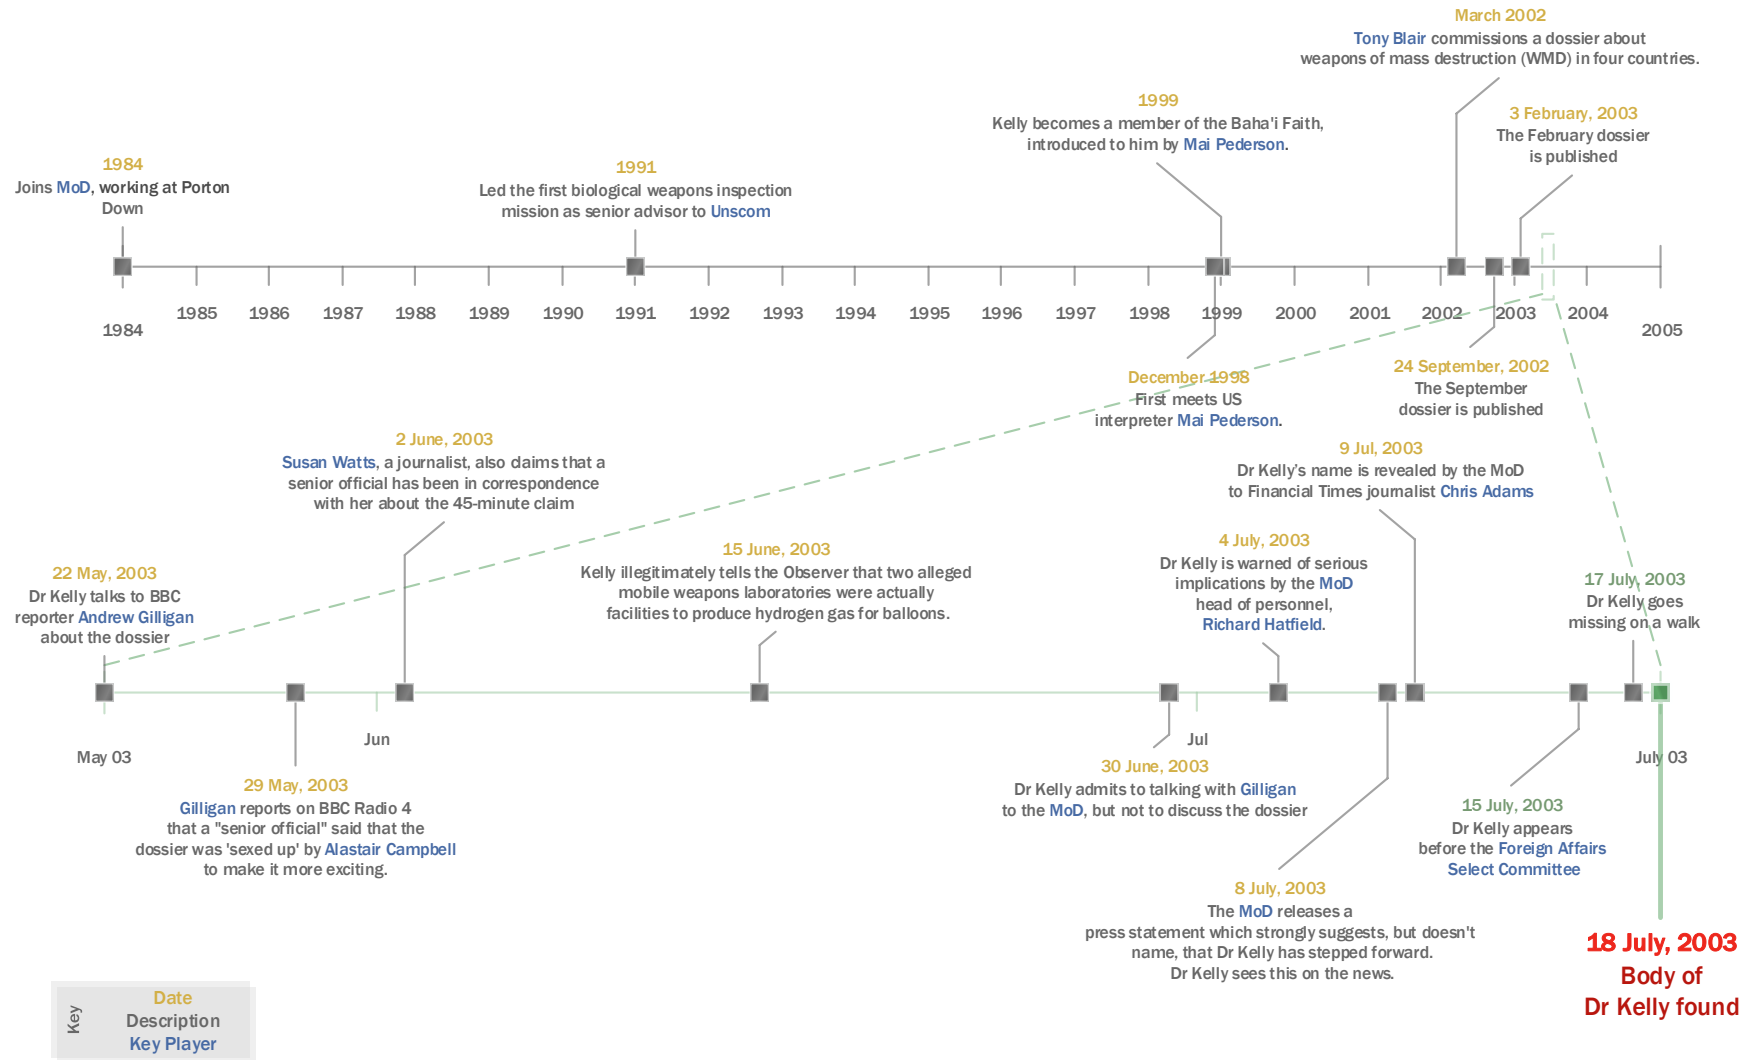 March 2002
Tony Blair commissions a dossier about
weapons of mass destruction (WMD) in four countries.
1999
Kelly becomes a member of the Baha'i Faith,
introduced to him by Mai Pederson.
3 February, 2003
The February dossier
is published
1984
Joins MoD, working at Porton
Down
1991
Led the first biological weapons inspection
mission as senior advisor to Unscom
1984
1985
1986
1987
1988
1989
1990
1991
1992
1993
1994
1995
1996
1997
1998
1999
2000
2001
2002
2003
2004
2005
December 1998
First meets US
interpreter Mai Pederson.
24 September, 2002
The September
dossier is published
2 June, 2003
Susan Watts, a journalist, also claims that a
senior official has been in correspondence
with her about the 45-minute claim
9 Jul, 2003
Dr Kelly's name is revealed by the MoD
to Financial Times journalist Chris Adams
22 May, 2003
Dr Kelly talks to BBC
reporter Andrew Gilligan
about the dossier
15 June, 2003
Kelly illegitimately tells the Observer that two alleged
mobile weapons laboratories were actually
facilities to produce hydrogen gas for balloons.
4 July, 2003
Dr Kelly is warned of serious
implications by the MoD
head of personnel,
Richard Hatfield.
17 July, 2003
Dr Kelly goes
missing on a walk
May 03
Jun
Jul
July 03
29 May, 2003
Gilligan reports on BBC Radio 4
that a "senior official" said that the
dossier was 'sexed up' by Alastair Campbell
to make it more exciting.
30 June, 2003
Dr Kelly admits to talking with Gilligan
to the MoD, but not to discuss the dossier
15 July, 2003
Dr Kelly appears
before the Foreign Affairs
Select Committee
8 July, 2003
The MoD releases a
press statement which strongly suggests, but doesn't
name, that Dr Kelly has stepped forward.
Dr Kelly sees this on the news.
18 July, 2003
Body of
Dr Kelly found
Key
Date
Description
Key Player